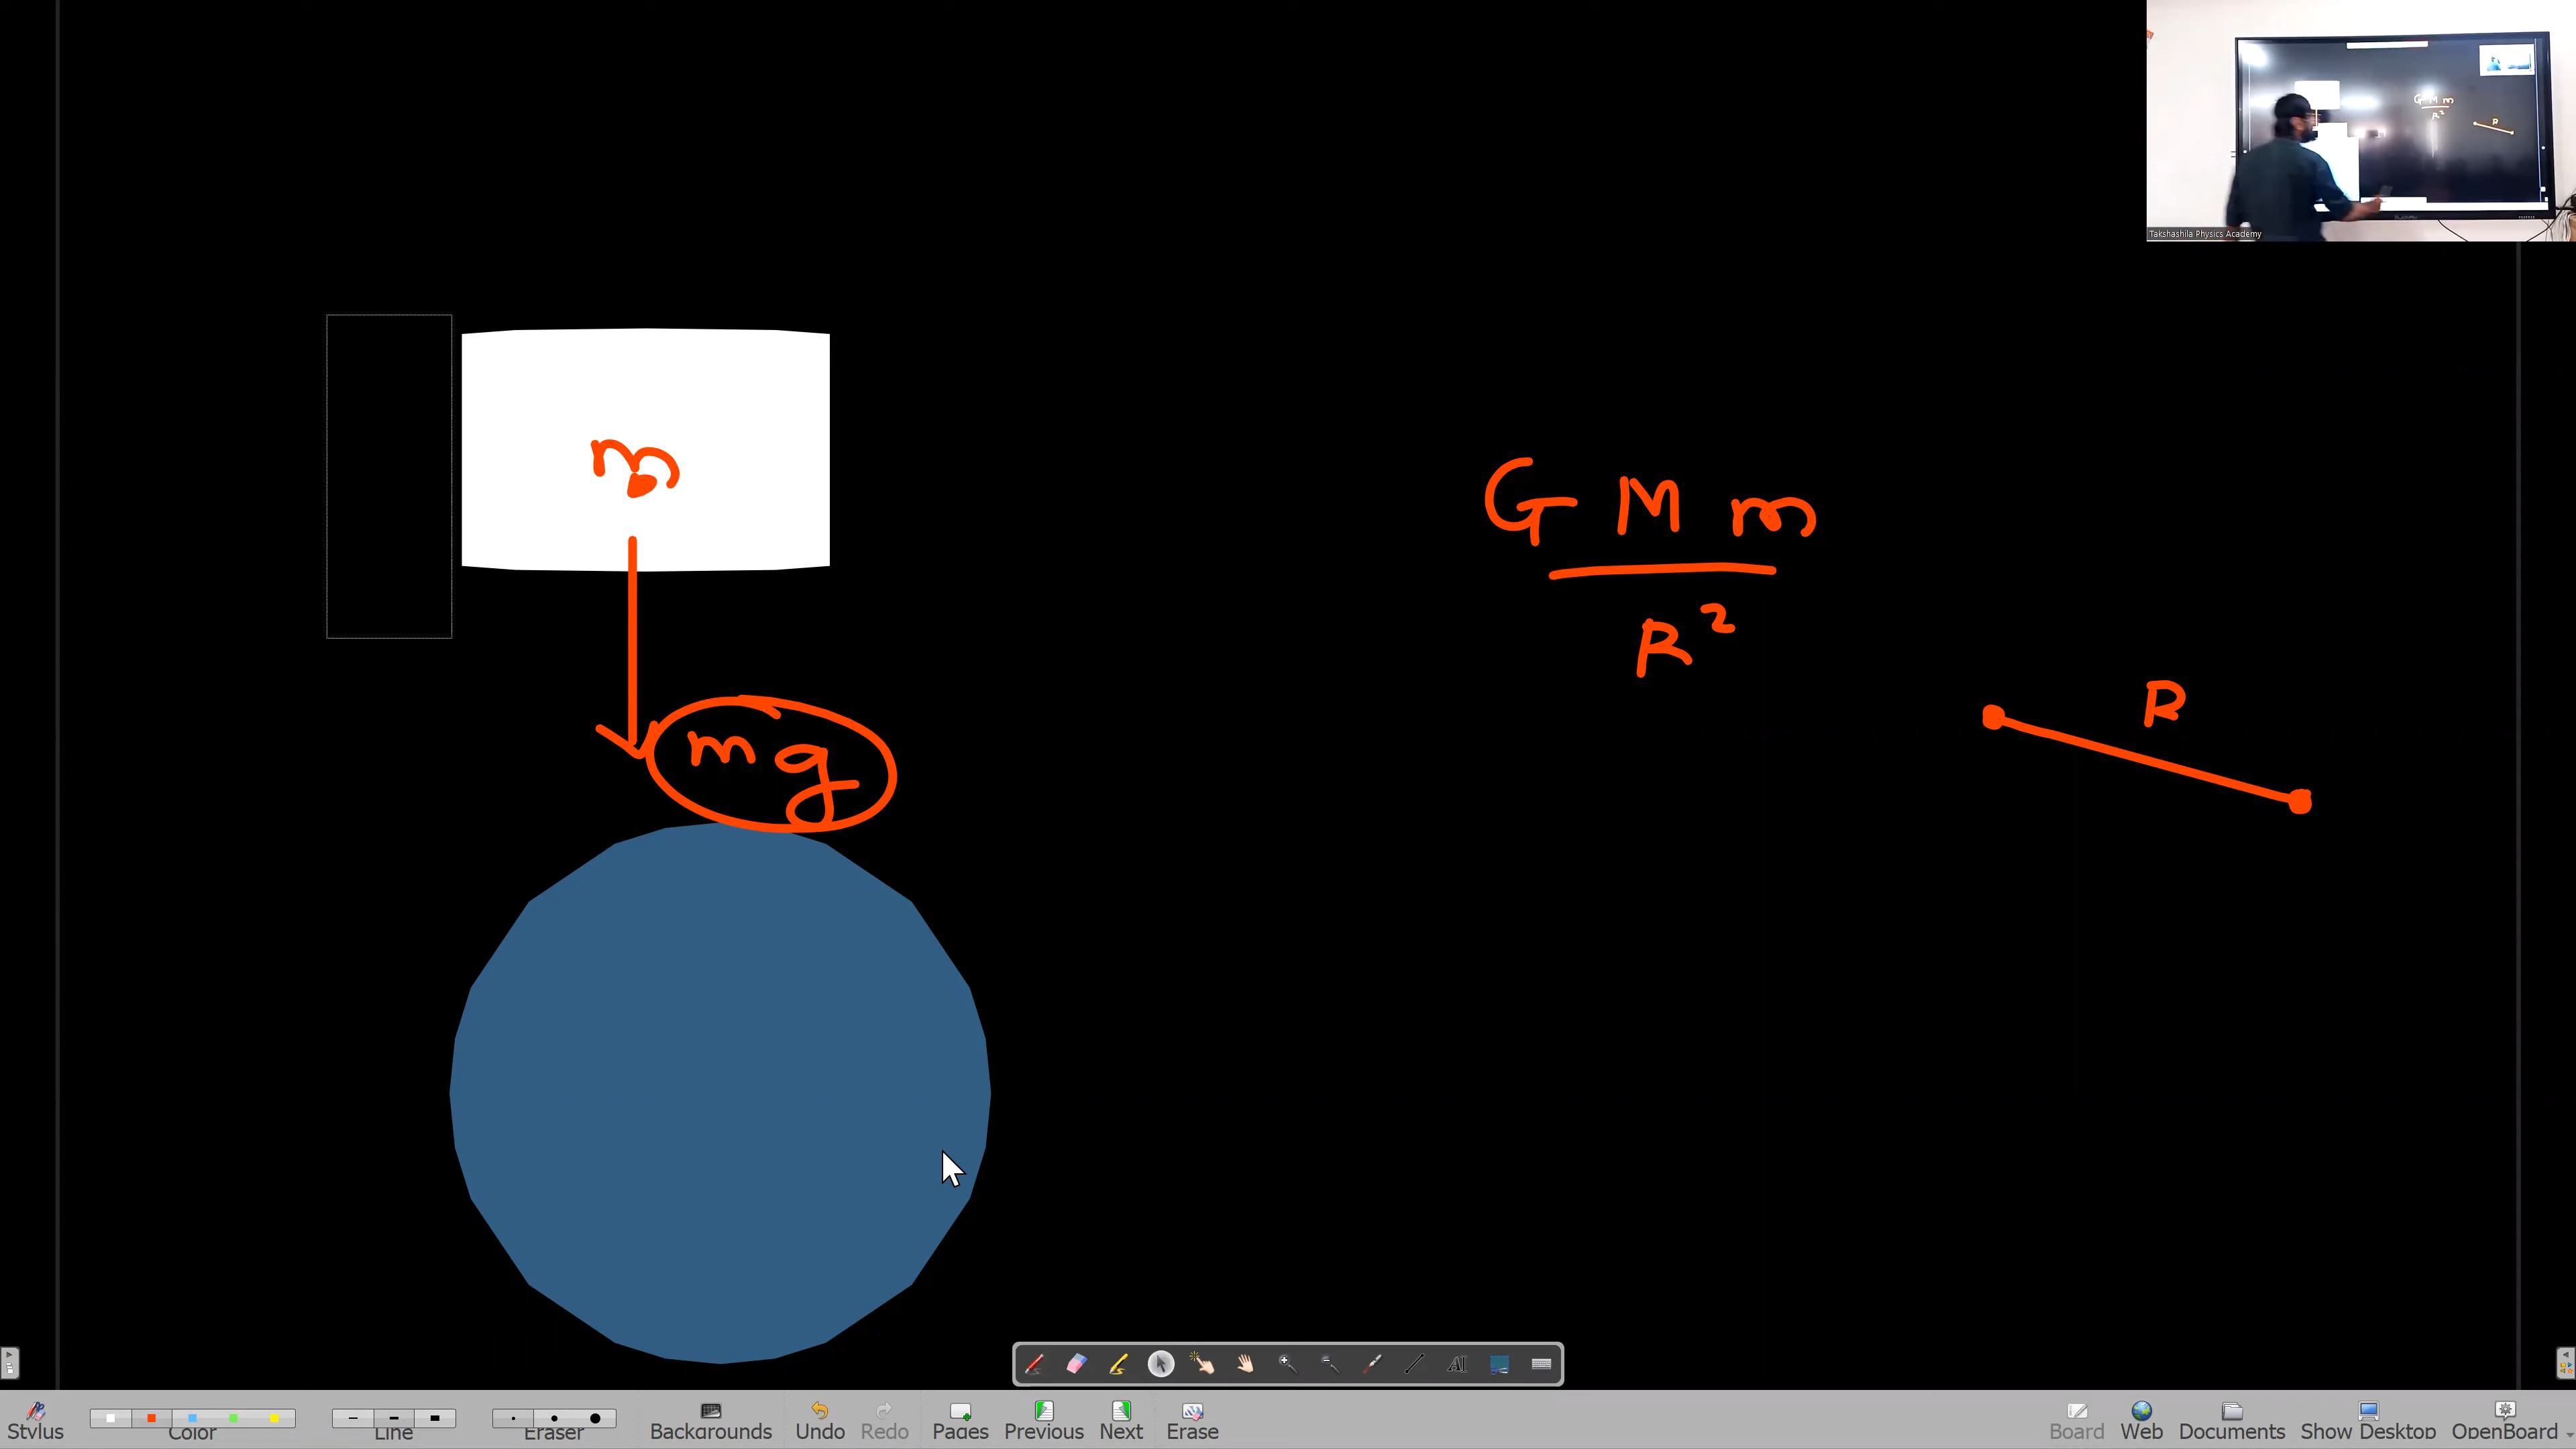 Takshashila Physics Academy
m
G M m
R²
R
mg
Stylus Color Line Eraser Backgrounds Undo Redo Pages Previous Next Erase Board Web Documents Show Desktop OpenBoard